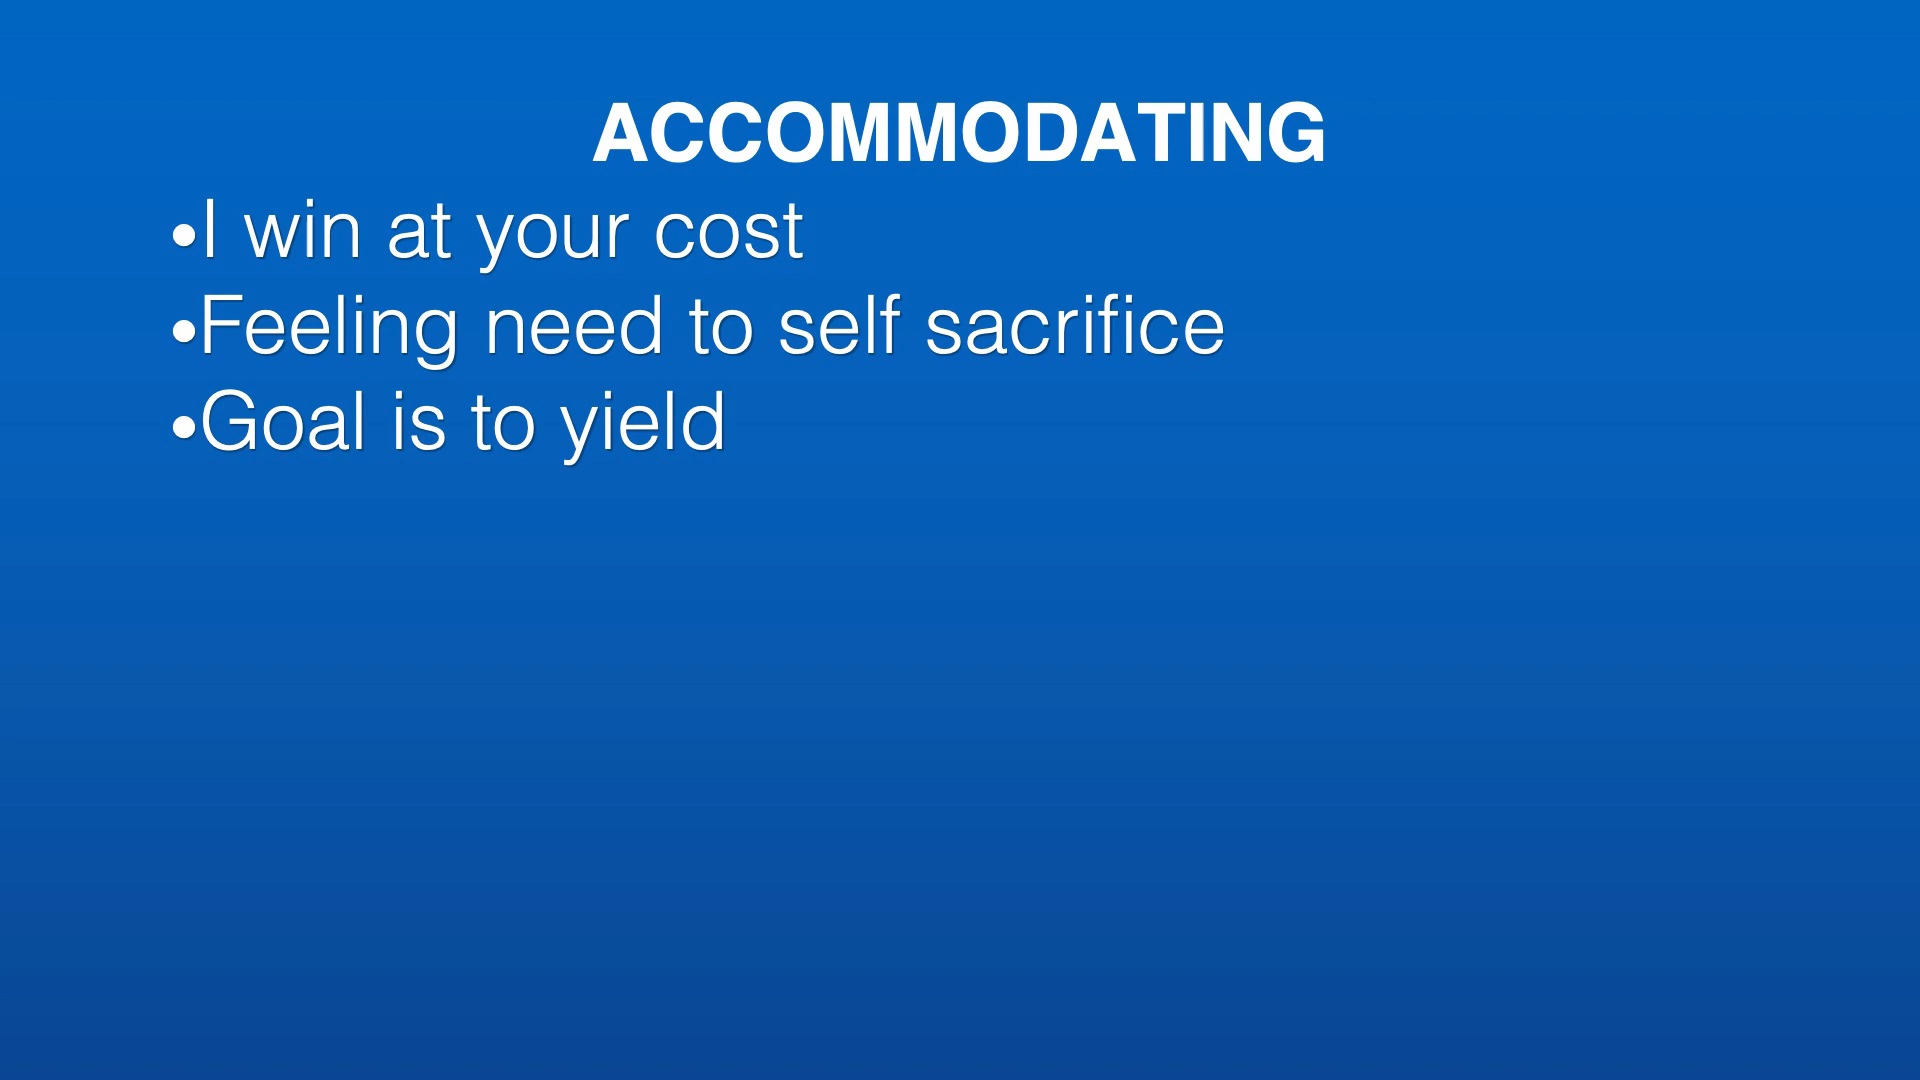 ACCOMMODATING
•I win at your cost
•Feeling need to self sacrifice
•Goal is to yield